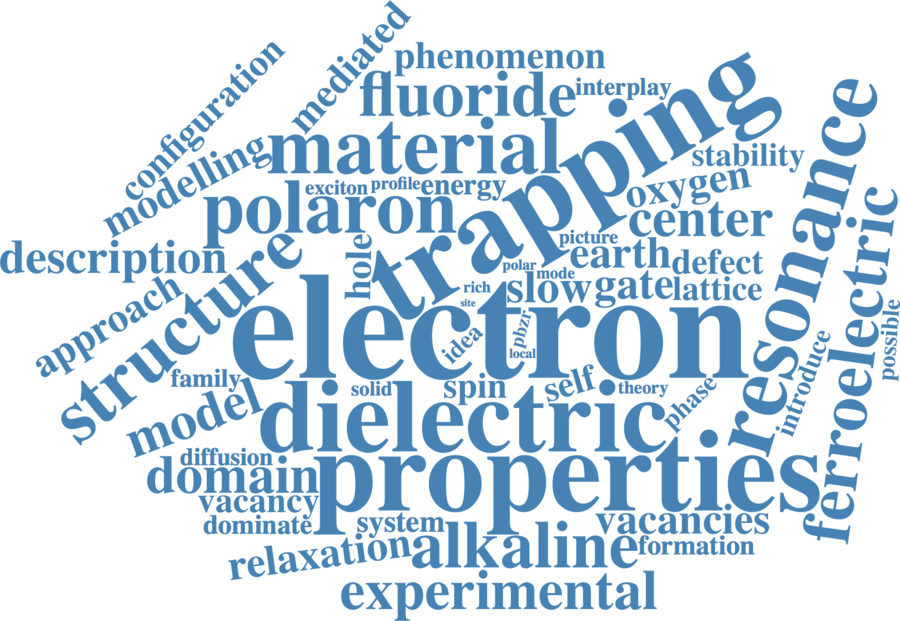 mediated
phenomenon
configuration
fluoride
interplay
trapping
material
modelling
resonance
stability
exciton
profile
energy
oxygen
polaron
center
ferroelectric
picture
description
structure
hole
earth
defect
polar
mode
rich
slow
gate
lattice
approach
site
electron
idea
pbzr
local
possible
introduce
family
solid
spin
self
theory
phase
model
dielectric
diffusion
domain
properties
vacancy
dominate
system
vacancies
relaxation
alkaline
formation
experimental